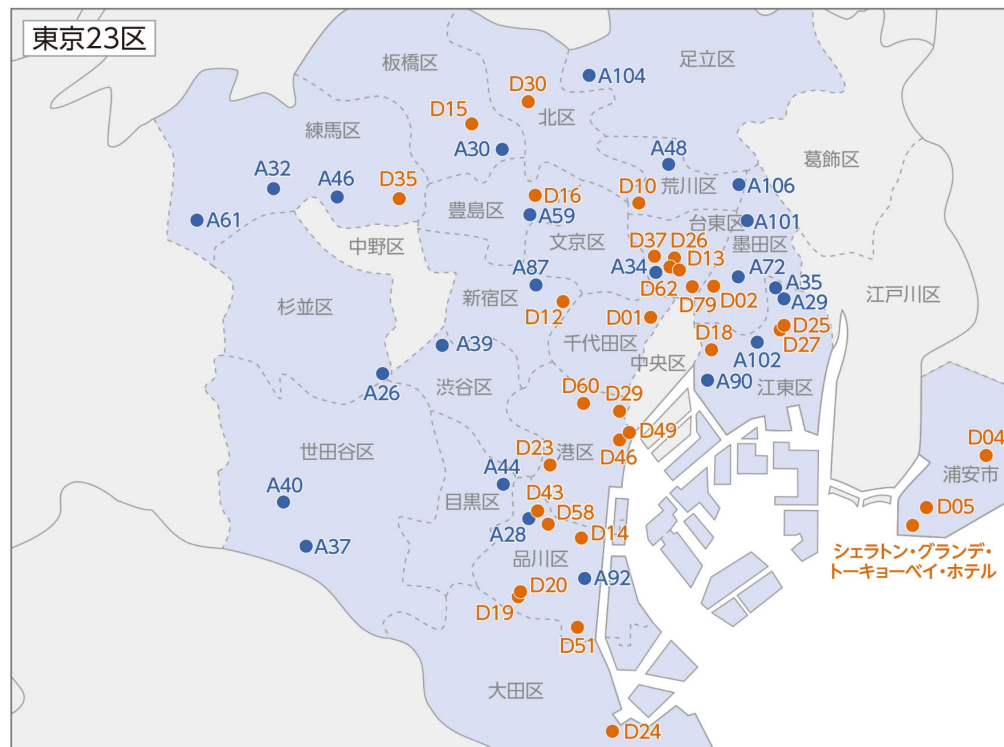 東京23区
板橋区
足立区
A104
D30
D15
北区
練馬区
A30
A48
葛飾区
荒川区
A32
A46
D35
D16
D10
A106
豊島区
A59
台東区
A101
A61
文京区
墨田区
中野区
D37
D26
D13
A34
A72
A87
D62
A35
新宿区
D79
D02
A29
江戸川区
杉並区
D12
D01
D25
千代田区
D18
D27
A39
A102
中央区
A26
渋谷区
A90
江東区
D60
D29
D49
世田谷区
D23
港区
D46
D04
A44
浦安市
A40
目黒区
D43
D58
D05
A28
D14
A37
品川区
シェラトン・グランデ・
トーキョーベイ・ホテル
D20
A92
D19
D51
大田区
D24